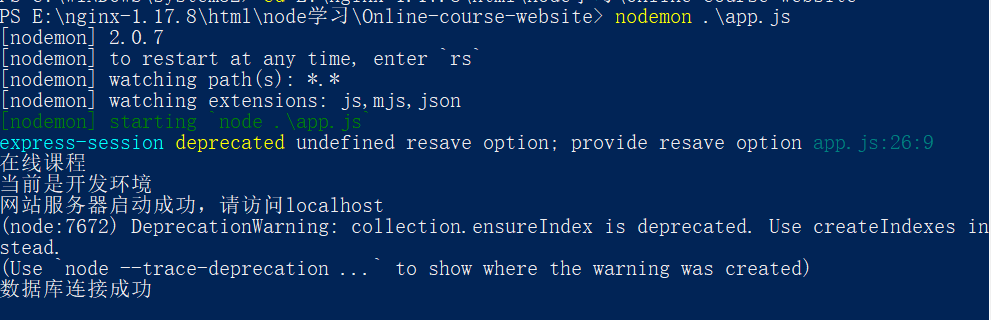 PS E:\nginx-1.17.8\html\node学习\Online-course-website> nodemon .\app.js
[nodemon] 2.0.7
[nodemon] to restart at any time, enter `rs`
[nodemon] watching path(s): *.*
[nodemon] watching extensions: js,mjs,json
[nodemon] starting `node .\app.js`
express-session deprecated undefined resave option; provide resave option app.js:26:9
在线课程
当前是开发环境
网站服务器启动成功，请访问localhost
(node:7672) DeprecationWarning: collection.ensureIndex is deprecated. Use createIndexes in
stead.
(Use `node --trace-deprecation ...` to show where the warning was created)
数据库连接成功